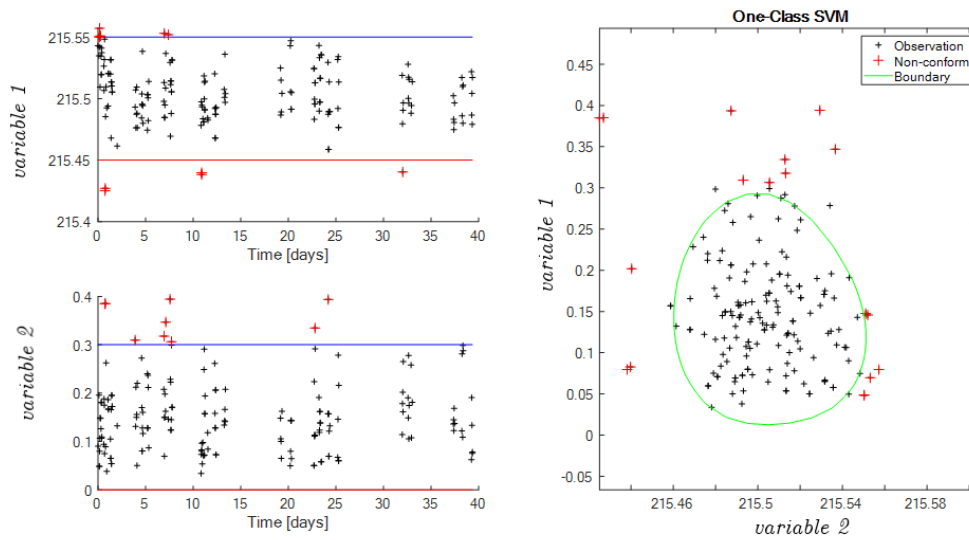 215.55
215.5
215.45
215.4
variable 1
0 5 10 15 20 25 30 35 40
Time [days]
0.4
0.3
0.2
0.1
0
variable 2
0 5 10 15 20 25 30 35 40
Time [days]
One-Class SVM
Observation
Non-conform
Boundary
0.45
0.4
0.35
0.3
0.25
0.2
0.15
0.1
0.05
0
-0.05
variable 1
215.46 215.5 215.54 215.58
variable 2